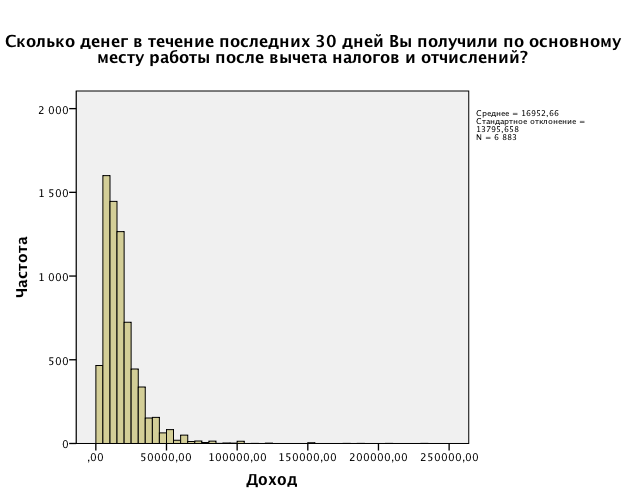 Сколько денег в течение последних 30 дней Вы получили по основному
месту работы после вычета налогов и отчислений?
Среднее = 16952,66
Стандартное отклонение =
13795,658
N = 6 883
2 000
1 500
1 000
500
0
Частота
,00 50000,00 100000,00 150000,00 200000,00 250000,00
Доход